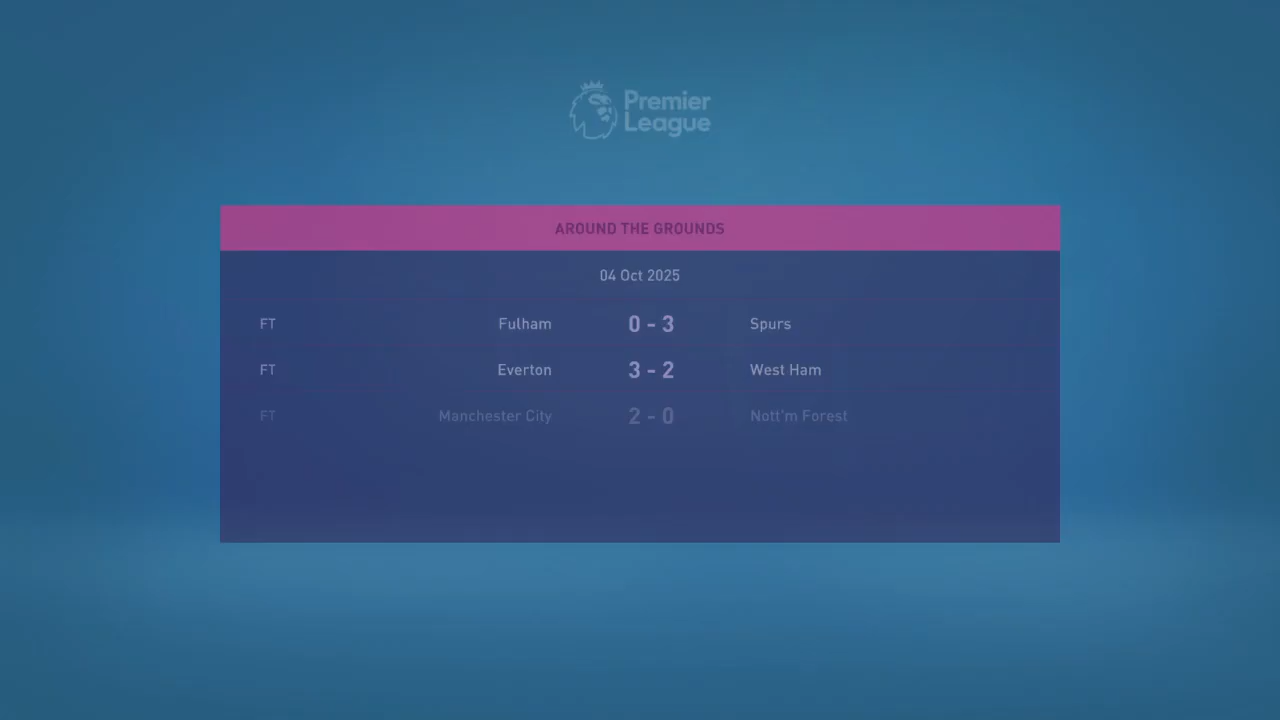 Premier
League
AROUND THE GROUNDS
04 Oct 2025
FT Fulham 0 - 3 Spurs
FT Everton 3 - 2 West Ham
FT Manchester City 2 - 0 Nott'm Forest